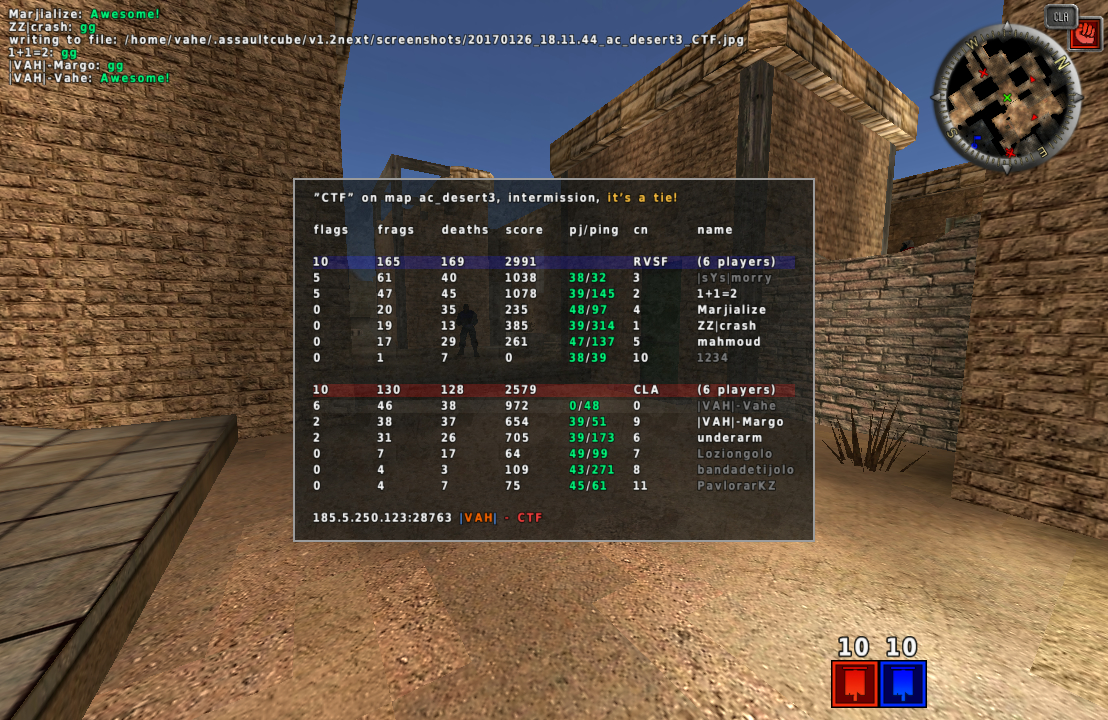 Marjialize: Awesome!
ZZ|crash: gg
writing to file: /home/vahe/.assaultcube/v1.2next/screenshots/20170126_18.11.44_ac_desert3_CTF.jpg
1+1=2: gg
|VAH|-Margo: gg
|VAH|-Vahe: Awesome!
CLA
W N
S E
"CTF" on map ac_desert3, intermission, it's a tie!
flags frags deaths score pj/ping cn name
10 165 169 2991 RVSF (6 players)
5 61 40 1038 38/32 3 |sYs|morry
5 47 45 1078 39/145 2 1+1=2
0 20 35 235 48/97 4 Marjialize
0 19 13 385 39/314 1 ZZ|crash
0 17 29 261 47/137 5 mahmoud
0 1 7 0 38/39 10 1234
10 130 128 2579 CLA (6 players)
6 46 38 972 0/48 0 |VAH|-Vahe
2 38 37 654 39/51 9 |VAH|-Margo
2 31 26 705 39/173 6 underarm
0 7 17 64 49/99 7 Loziongolo
0 4 3 109 43/271 8 bandadetijolo
0 4 7 75 45/61 11 PavlorarKZ
185.5.250.123:28763 |VAH| - CTF
10 10